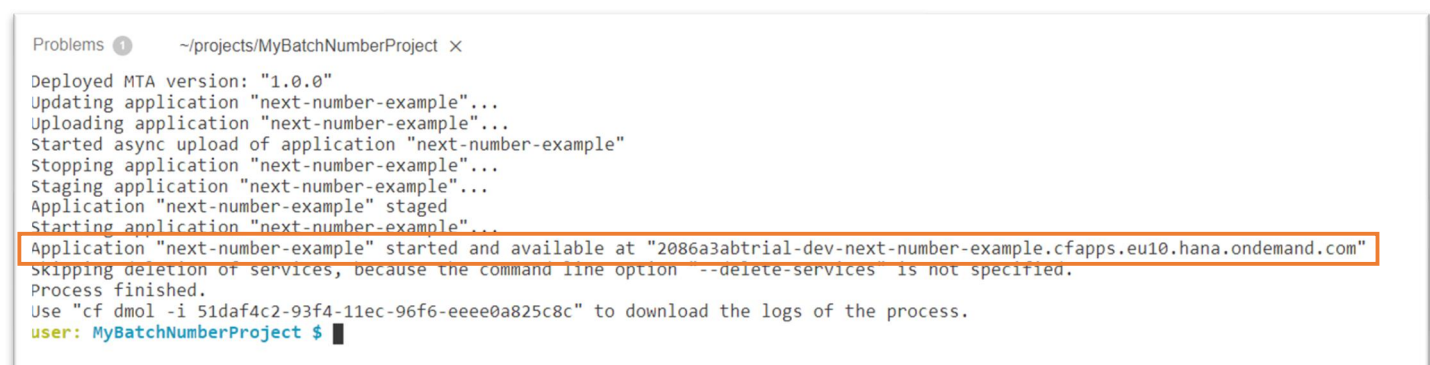 Problems 1 ~/projects/MyBatchNumberProject ×
Deployed MTA version: "1.0.0"
Updating application "next-number-example"...
Uploading application "next-number-example"...
Started async upload of application "next-number-example"
Stopping application "next-number-example"...
Staging application "next-number-example"...
Application "next-number-example" staged
Starting application "next-number-example"...
Application "next-number-example" started and available at "2086a3abtrial-dev-next-number-example.cfapps.eu10.hana.ondemand.com"
Skipping deletion of services, because the command line option "--delete-services" is not specified.
Process finished.
Use "cf dmol -i 51daf4c2-93f4-11ec-96f6-eeee0a825c8c" to download the logs of the process.
user: MyBatchNumberProject $